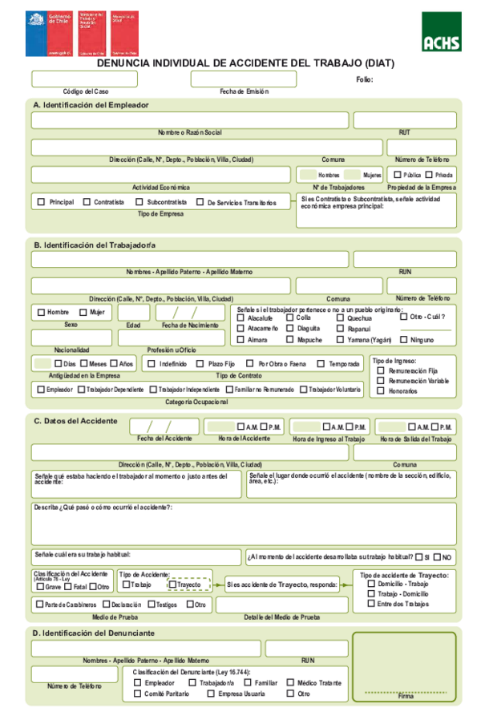 Gobierno
de Chile
ACHS
DENUNCIA INDIVIDUAL DE ACCIDENTE DEL TRABAJO (DIAT)
Folio:
Código del Caso Fecha de Emisión
A. Identificación del Empleador
Nombre o Razón Social RUT
Dirección (Calle, N°, Depto., Población, Villa, Ciudad) Comuna Número de Teléfono
Hombres Mujeres Pública Privada
Actividad Económica N° de Trabajadores Propiedad de la Empresa
Principal Contratista Subcontratista De Servicios Transitorios
Tipo de Empresa
Si es Contratista o Subcontratista, señale actividad
económica empresa principal:
B. Identificación del Trabajador/a
Nombres - Apellido Paterno - Apellido Materno RUN
Dirección (Calle, N°, Depto., Población, Villa, Ciudad) Comuna Número de Teléfono
Hombre Mujer / /
Sexo Edad Fecha de Nacimiento
Señale si el trabajador pertenece o no a un pueblo originario:
Alacalufe Colla Quechua Otro - Cuál ?
Atacameño Diaguita Rapanui
Aimara Mapuche Yamana (Yagán) Ninguno
Nacionalidad Profesión u Oficio
Días Meses Años Indefinido Plazo Fijo Por Obra o Faena Temporada
Antigüedad en la Empresa Tipo de Contrato
Tipo de Ingreso:
Remuneración Fija
Remuneración Variable
Honorarios
Empleador Trabajador Dependiente Trabajador Independiente Familiar no Remunerado Trabajador Voluntario
Categoría Ocupacional
C. Datos del Accidente / / A.M. P.M. A.M. P.M. A.M. P.M.
Fecha del Accidente Hora del Accidente Hora de Ingreso al Trabajo Hora de Salida del Trabajo
Dirección (Calle, N°, Depto., Población, Villa, Ciudad) Comuna
Señale qué estaba haciendo el trabajador al momento o justo antes del
accidente:
Señale el lugar donde ocurrió el accidente (nombre de la sección, edificio,
área, etc.):
Describa ¿Qué pasó o cómo ocurrió el accidente?:
Señale cuál era su trabajo habitual: ¿Al momento del accidente desarrollaba su trabajo habitual? SI NO
Clasificación del Accidente
Grave Fatal Otro
Tipo de Accidente:
Trabajo Trayecto
Si es accidente de Trayecto, responda:
Tipo de accidente de Trayecto:
Domicilio - Trabajo
Trabajo - Domicilio
Entre dos Trabajos
Parte de Carabineros Declaración Testigos Otro
Medio de Prueba Detalle del Medio de Prueba
D. Identificación del Denunciante
Nombres - Apellido Paterno - Apellido Materno RUN
Clasificación del Denunciante (Ley 16.744):
Empleador Trabajador/a Familiar Médico Tratante
Comité Paritario Empresa Usuaria Otro
Número de Teléfono
Firma